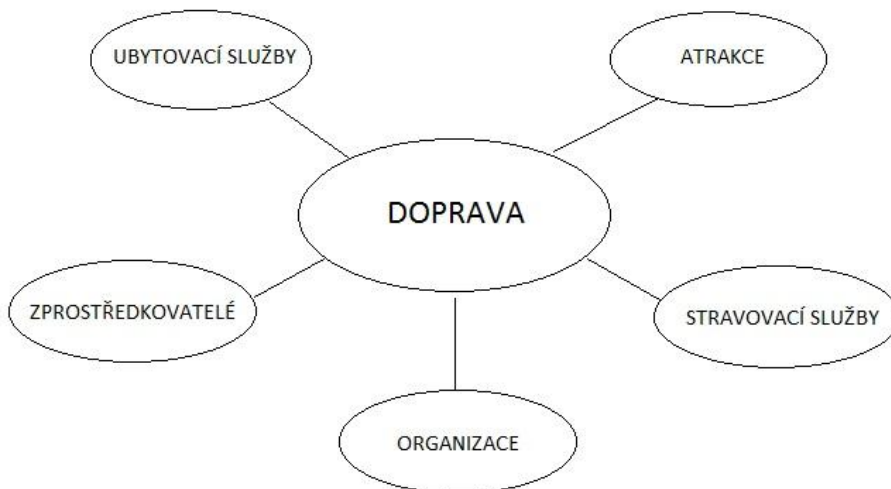 UBYTOVACÍ SLUŽBY
ATRAKCE
DOPRAVA
ZPROSTŘEDKOVATELÉ
STRAVOVACÍ SLUŽBY
ORGANIZACE